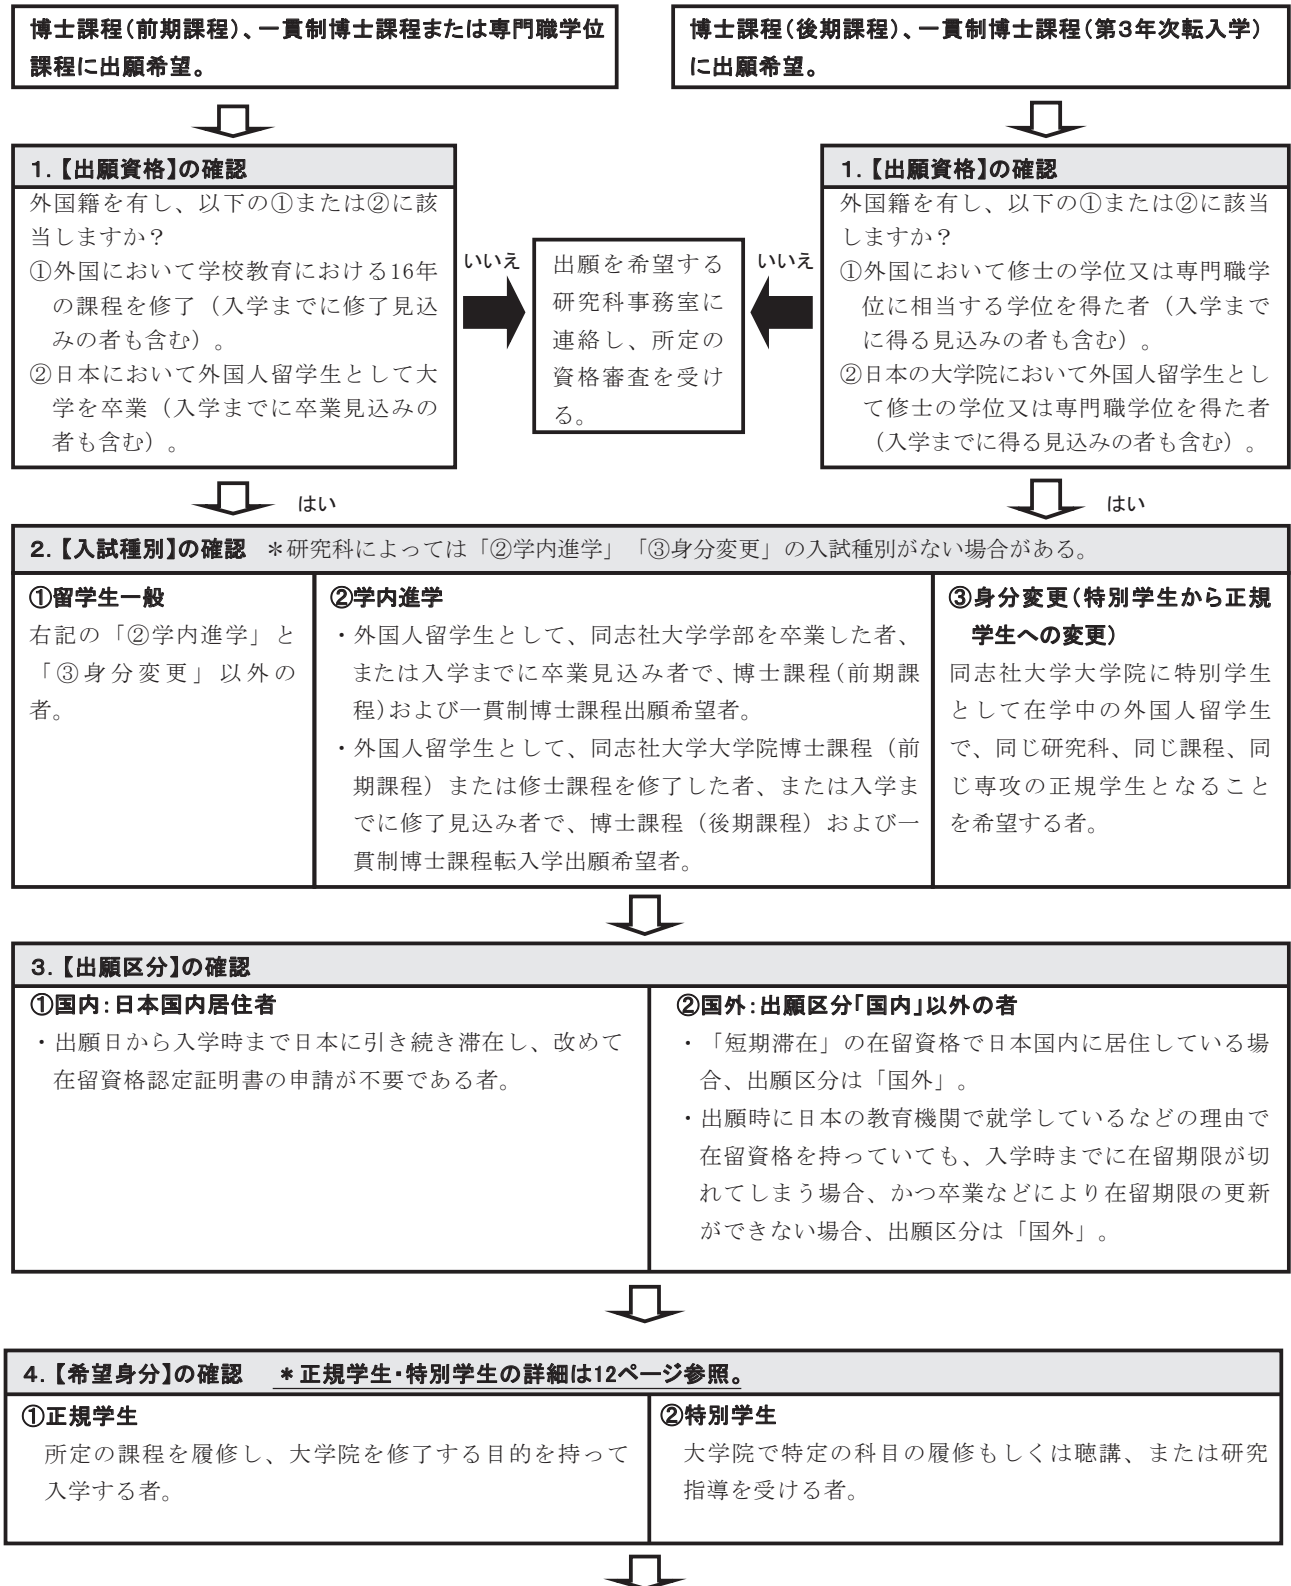 博士課程(前期課程)、一貫制博士課程または専門職学位
課程に出願希望。
博士課程(後期課程)、一貫制博士課程(第3年次転入学)
に出願希望。
1.【出願資格】の確認
外国籍を有し、以下の①または②に該
当しますか？
①外国において学校教育における16年
の課程を修了（入学までに修了見込
みの者も含む）。
②日本において外国人留学生として大
学を卒業（入学までに卒業見込みの
者も含む）。
いいえ
出願を希望する
研究科事務室に
連絡し、所定の
資格審査を受け
る。
いいえ
1.【出願資格】の確認
外国籍を有し、以下の①または②に該当
しますか？
①外国において修士の学位又は専門職学
位に相当する学位を得た者（入学まで
に得る見込みの者も含む）。
②日本の大学院において外国人留学生とし
て修士の学位又は専門職学位を得た者
（入学までに得る見込みの者も含む）。
はい
はい
2.【入試種別】の確認　＊研究科によっては「②学内進学」「③身分変更」の入試種別がない場合がある。
①留学生一般
右記の「②学内進学」と
「③身分変更」以外の
者。
②学内進学
・外国人留学生として、同志社大学学部を卒業した者、
または入学までに卒業見込み者で、博士課程(前期課
程)および一貫制博士課程出願希望者。
・外国人留学生として、同志社大学大学院博士課程（前
期課程）または修士課程を修了した者、または入学ま
でに修了見込み者で、博士課程（後期課程）および一
貫制博士課程転入学出願希望者。
③身分変更(特別学生から正規
学生への変更)
同志社大学大学院に特別学生
として在学中の外国人留学生
で、同じ研究科、同じ課程、同
じ専攻の正規学生となること
を希望する者。
3.【出願区分】の確認
①国内:日本国内居住者
・出願日から入学時まで日本に引き続き滞在し、改めて
在留資格認定証明書の申請が不要である者。
②国外:出願区分「国内」以外の者
・「短期滞在」の在留資格で日本国内に居住している場
合、出願区分は「国外」。
・出願時に日本の教育機関で就学しているなどの理由で
在留資格を持っていても、入学時までに在留期限が切
れてしまう場合、かつ卒業などにより在留期限の更新
ができない場合、出願区分は「国外」。
4.【希望身分】の確認　＊正規学生・特別学生の詳細は12ページ参照。
①正規学生
所定の課程を履修し、大学院を修了する目的を持って
入学する者。
②特別学生
大学院で特定の科目の履修もしくは聴講、または研究
指導を受ける者。